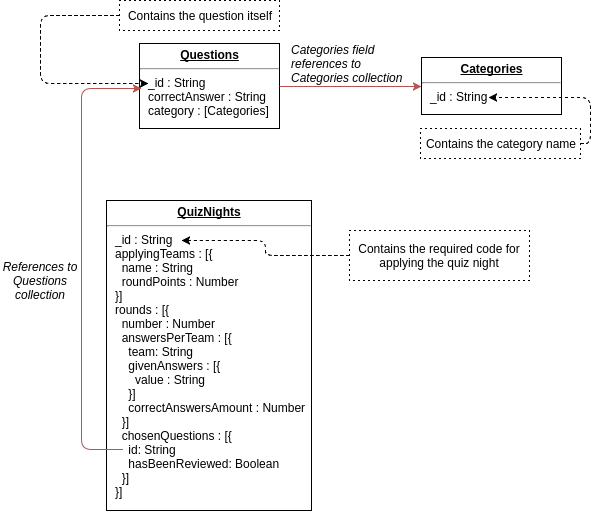 Contains the question itself
Questions
_id : String
correctAnswer : String
category : [Categories]
Categories field
references to
Categories collection
Categories
_id : String
Contains the category name
QuizNights
_id : String
applyingTeams : [{
name : String
roundPoints : Number
}]
rounds : [{
number : Number
answersPerTeam : [{
team: String
givenAnswers : [{
value : String
}]
correctAnswersAmount : Number
}]
chosenQuestions : [{
id: String
hasBeenReviewed: Boolean
}]
}]
Contains the required code for
applying the quiz night
References to
Questions
collection